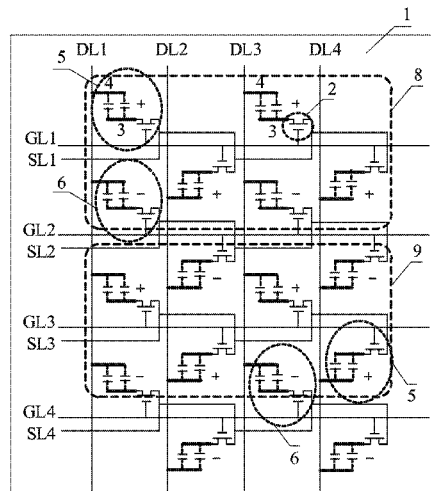 1
DL1 DL2 DL3 DL4
5
4 + 4 + 2 8
3 3
GL1
SL1
6 - + - +
GL2
SL2
- - 9
+ +
GL3
SL3
- + - +
5
GL4
SL4
6
- -